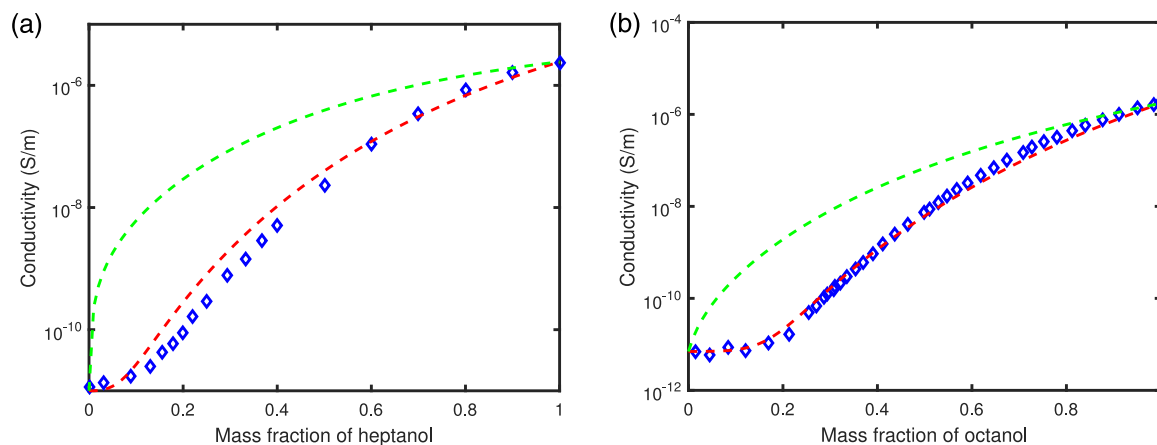 (a)
Conductivity (S/m)
10⁻⁶
10⁻⁸
10⁻¹⁰
0 0.2 0.4 0.6 0.8 1
Mass fraction of heptanol
(b)
Conductivity (S/m)
10⁻⁴
10⁻⁶
10⁻⁸
10⁻¹⁰
10⁻¹²
0 0.2 0.4 0.6 0.8
Mass fraction of octanol